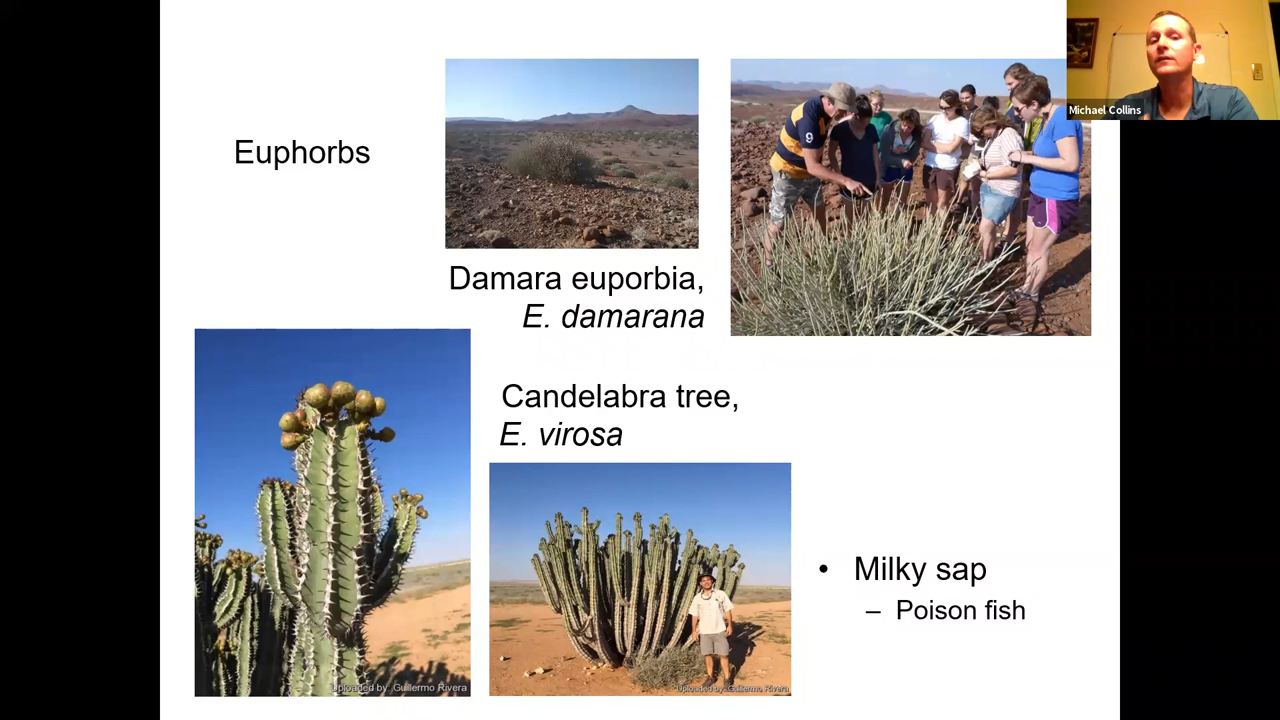 Michael Collins
Euphorbs
9
Damara euporbia,
E. damarana
Candelabra tree,
E. virosa
• Milky sap
– Poison fish
Uploaded by: Guillermo Rivera
Uploaded by: Guillermo Rivera